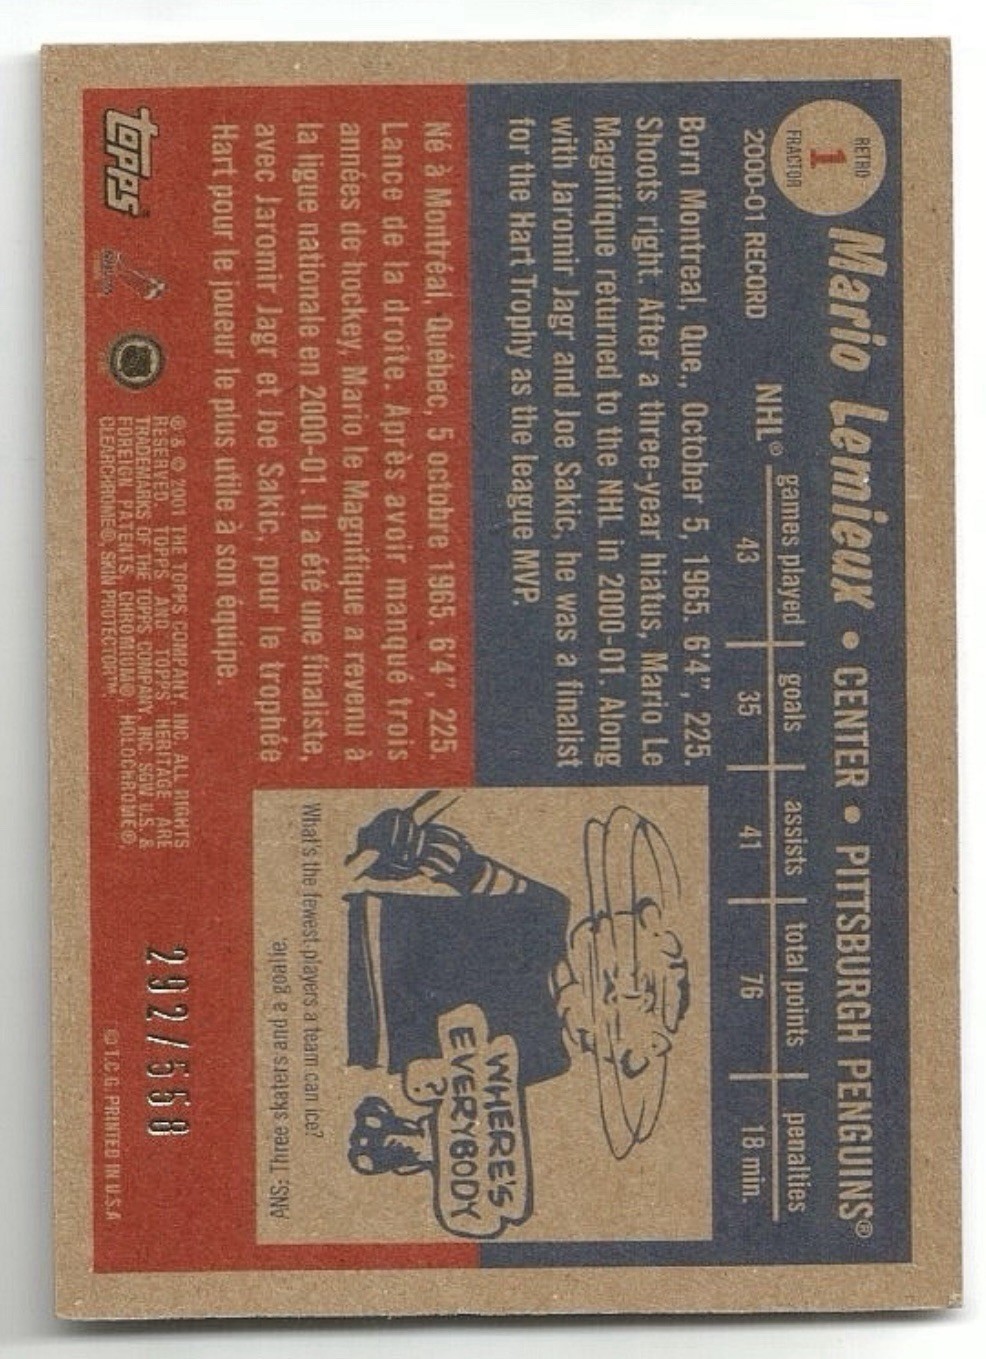 RETRO
1
FRACTOR
Mario Lemieux • CENTER • PITTSBURGH PENGUINS®
2000-01 RECORD
games played goals assists total points penalties
NHL® 43 35 41 76 18 min.
Born Montreal, Que., October 5, 1965. 6'4", 225.
Shoots right. After a three-year hiatus, Mario Le
Magnifique returned to the NHL in 2000-01. Along
with Jaromir Jagr and Joe Sakic, he was a finalist
for the Hart Trophy as the league MVP.
Né à Montréal, Québec, 5 octobre 1965. 6'4", 225.
Lance de la droite. Après avoir manqué trois
années de hockey, Mario le Magnifique a revenu à
la ligue nationale en 2000-01. Il a été une finaliste,
avec Jaromir Jagr et Joe Sakic, pour le trophée
Hart pour le joueur le plus utile à son équipe.
WHERE'S
EVERYBODY?
What's the fewest players a team can ice?
ANS: Three skaters and a goalie.
TOPPS
® & © 2001 THE TOPPS COMPANY, INC. ALL RIGHTS
RESERVED. TOPPS AND TOPPS HERITAGE ARE
TRADEMARKS OF THE TOPPS COMPANY, INC. SGW U.S. &
FOREIGN PATENTS. CHROMIUM®, HOLOCHROME®,
CLEARCHROME®, SKIN PROTECTOR™.
292/558
© T.C.G. PRINTED IN U.S.A.